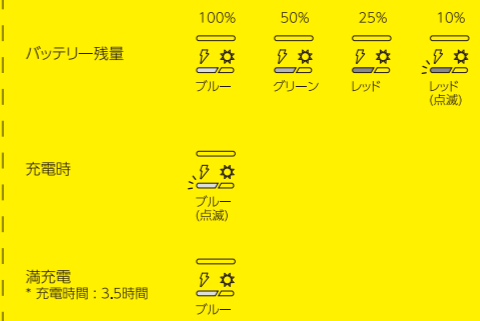 100% 50% 25% 10%
バッテリー残量
ブルー グリーン レッド レッド
(点滅)
充電時
ブルー
(点滅)
満充電
* 充電時間 : 3.5時間
ブルー